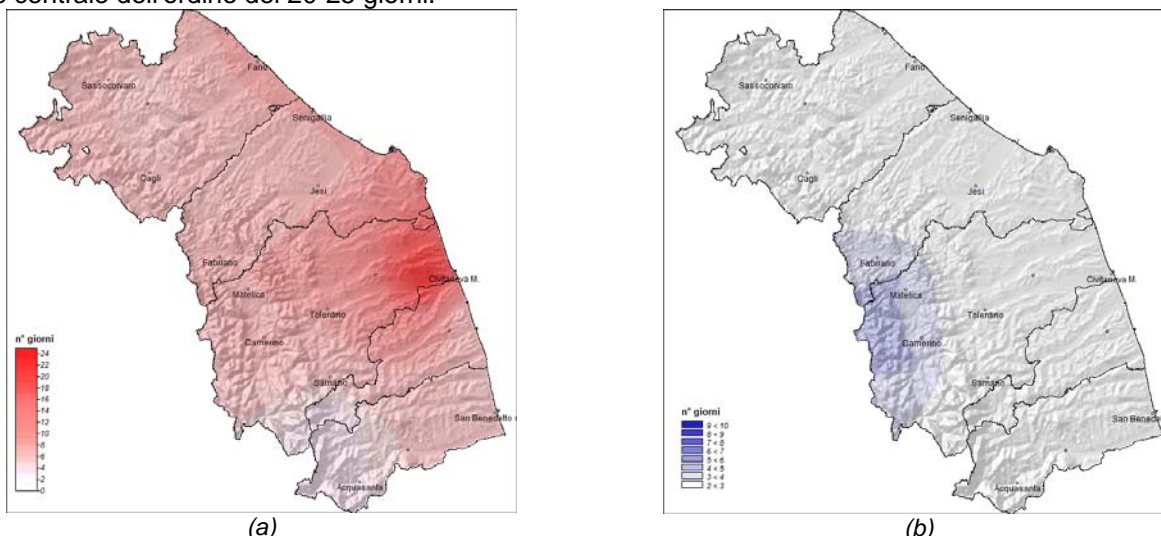 centrale dell'ordine dei 20-25 giorni.
Fano
Sassocorvaro
Senigallia
Cagli
Jesi
Fabriano
Civitanova M.
Matelica
Tolentino
Camerino
Sarnano
San Benedetto
Acquasanta
n° giorni
24
22
20
18
16
14
12
10
8
6
4
2
0
(a)
Fano
Sassocorvaro
Senigallia
Cagli
Jesi
Fabriano
Civitanova M.
Matelica
Tolentino
Camerino
Sarnano
San Benedetto
Acquasanta
n° giorni
9 < 10
8 < 9
7 < 8
6 < 7
5 < 6
4 < 5
3 < 4
2 < 3
(b)